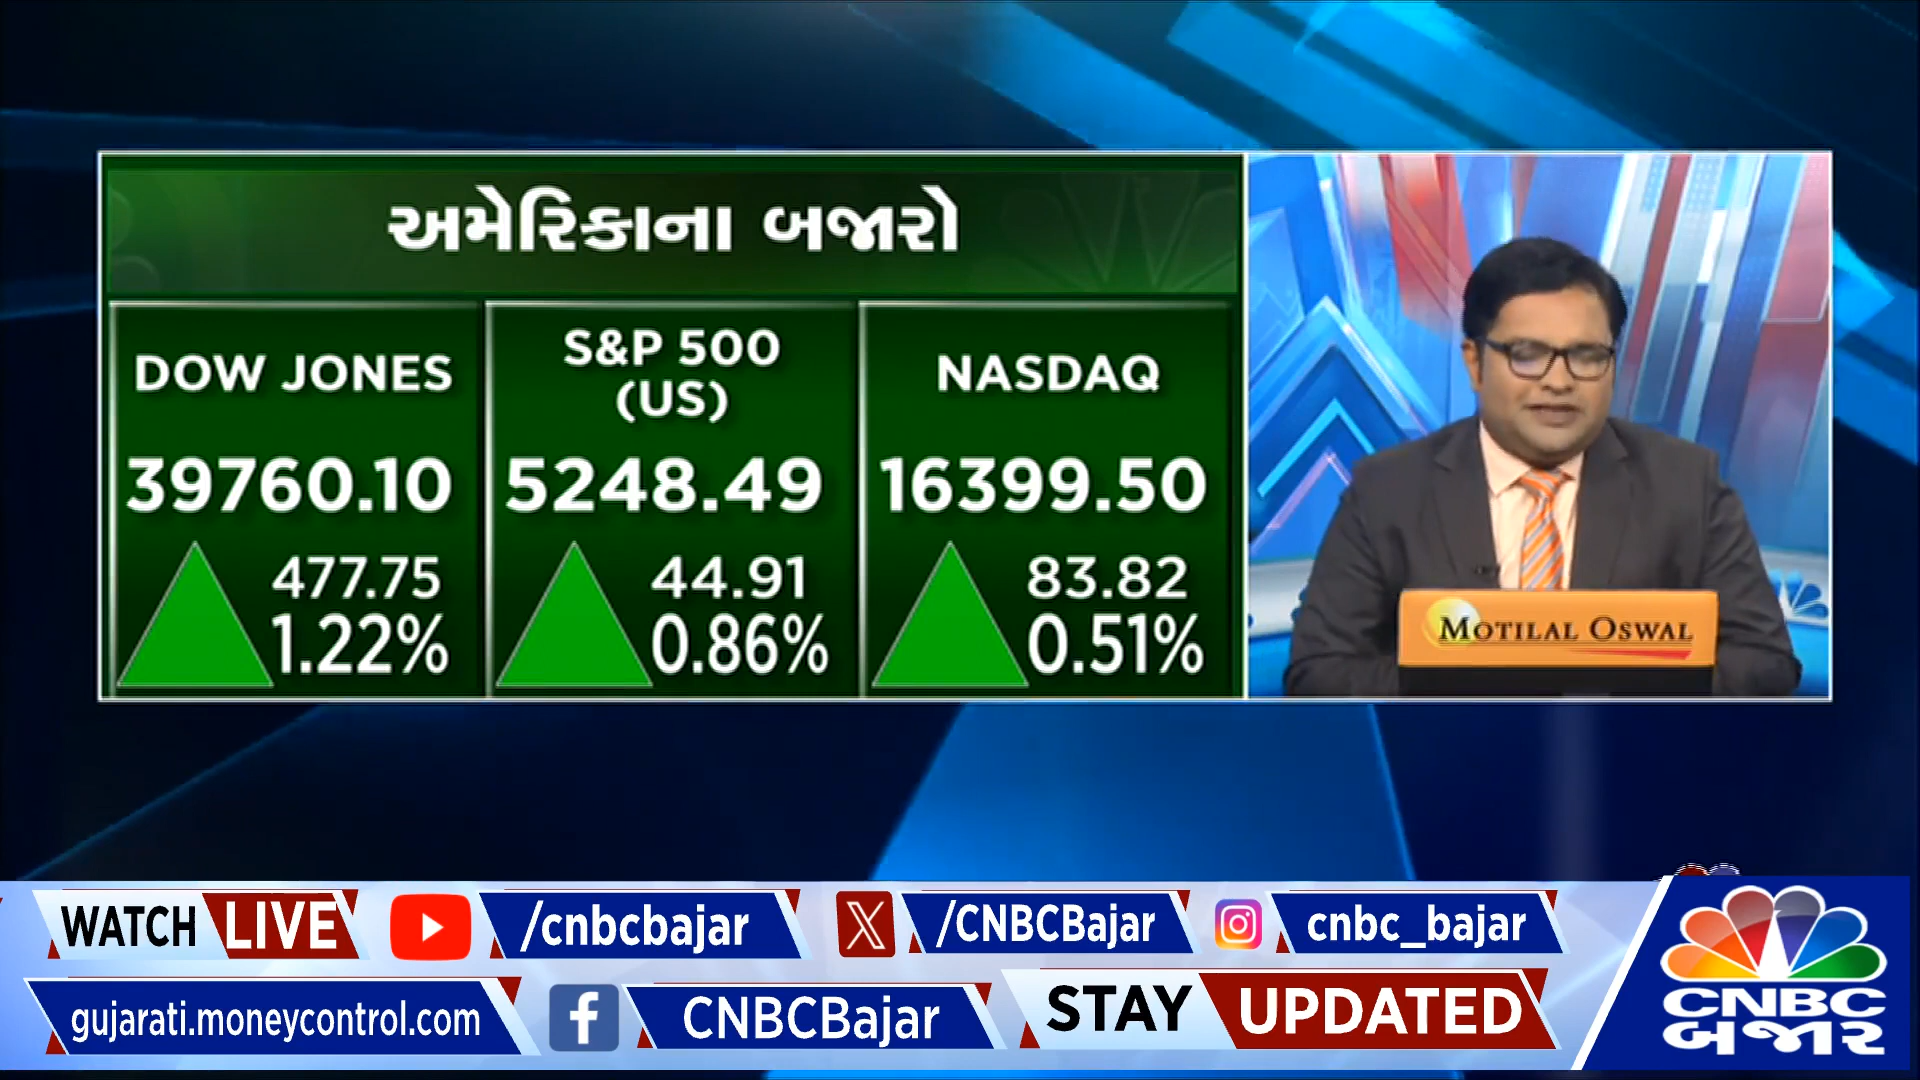 અમેરિકાના બજારો
DOW JONES
39760.10
477.75
1.22%
S&P 500
(US)
5248.49
44.91
0.86%
NASDAQ
16399.50
83.82
0.51%
MOTILAL OSWAL
WATCH LIVE
/cnbcbajar
/CNBCBajar
cnbc_bajar
gujarati.moneycontrol.com
CNBCBajar
STAY UPDATED
CNBC
બજાર